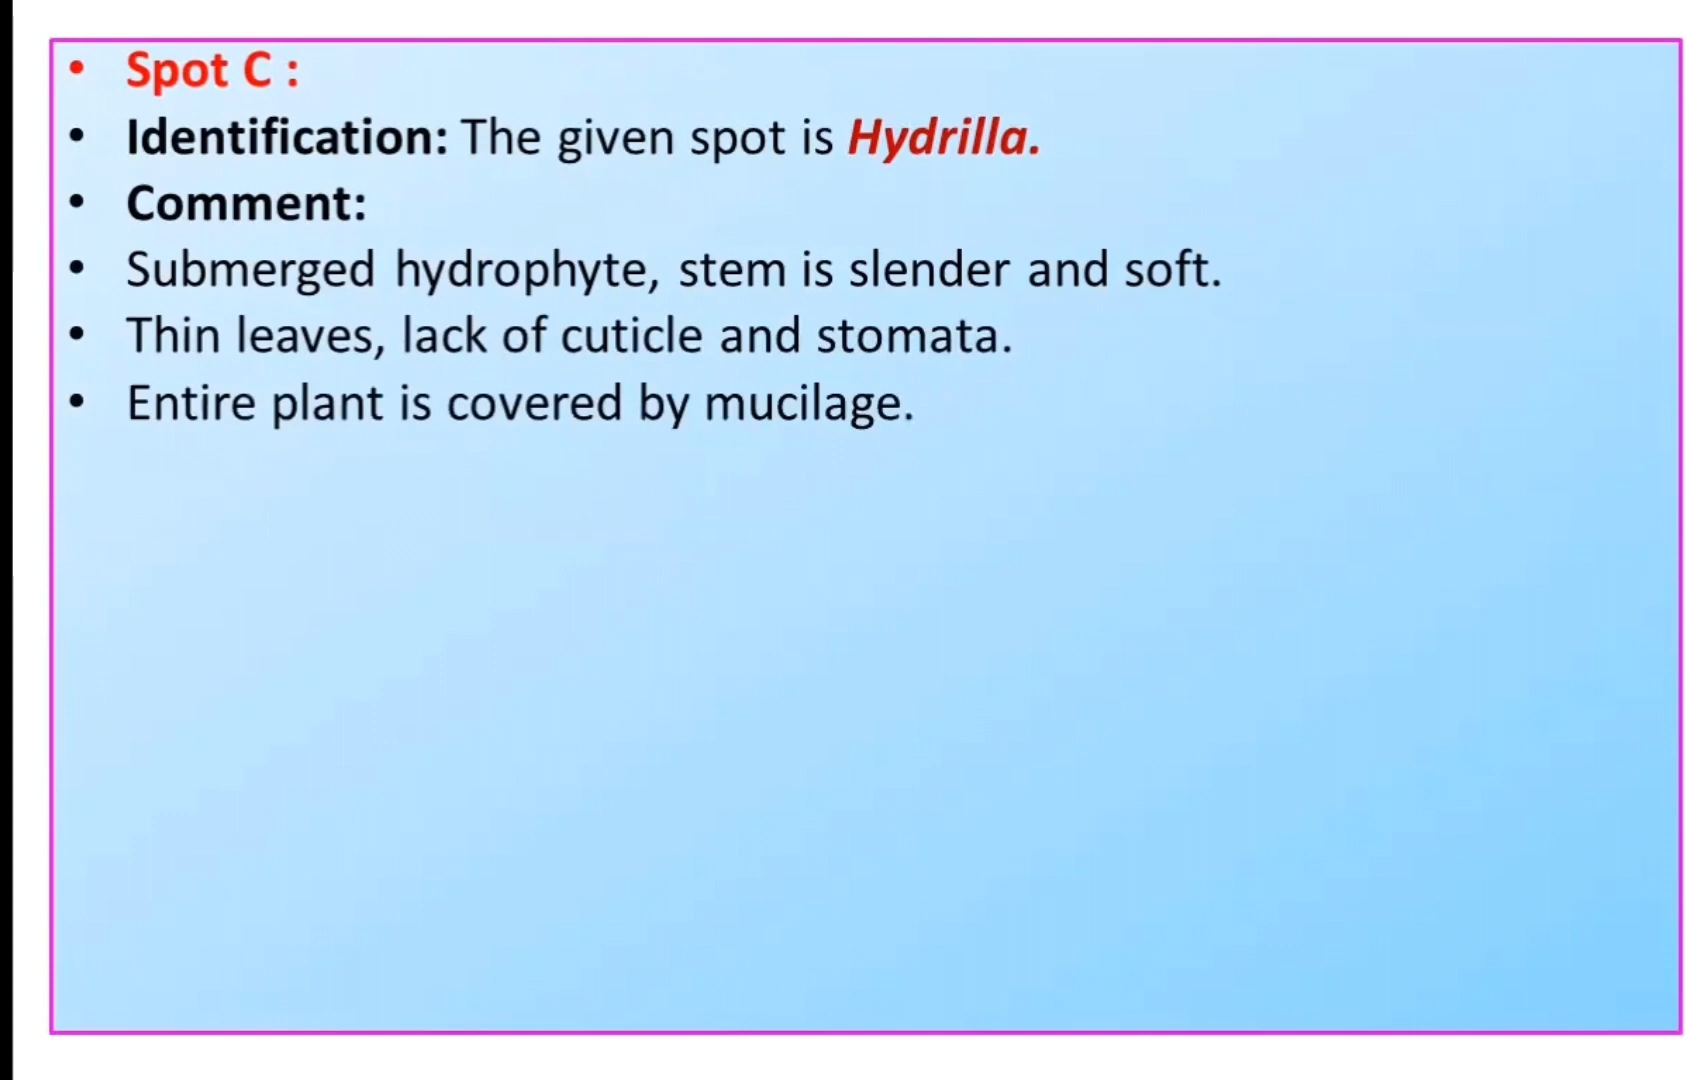 • Spot C :
• Identification: The given spot is Hydrilla.
• Comment:
• Submerged hydrophyte, stem is slender and soft.
• Thin leaves, lack of cuticle and stomata.
• Entire plant is covered by mucilage.